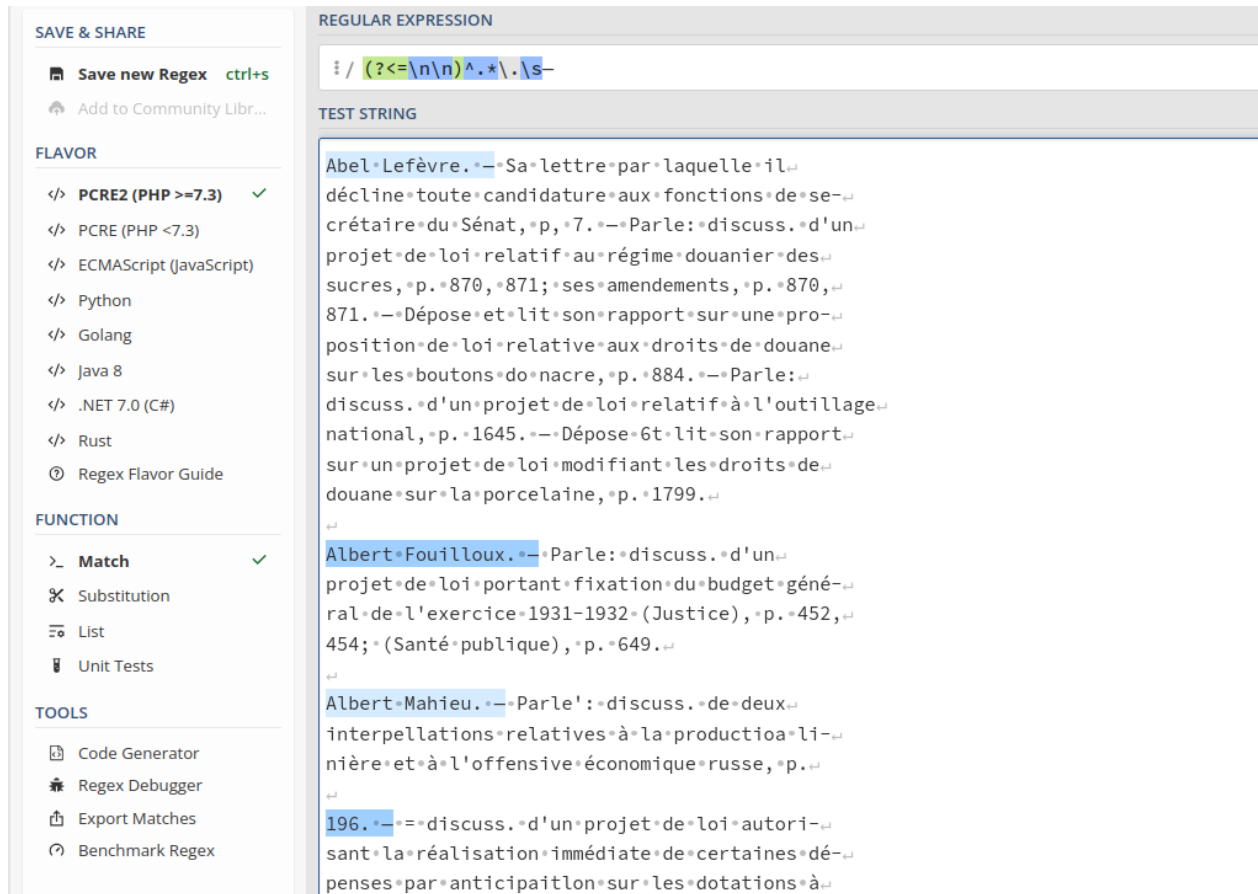 SAVE & SHARE
Save new Regex ctrl+s
Add to Community Libr...
FLAVOR
</> PCRE2 (PHP >=7.3)
</> PCRE (PHP <7.3)
</> ECMAScript (JavaScript)
</> Python
</> Golang
</> Java 8
</> .NET 7.0 (C#)
</> Rust
Regex Flavor Guide
FUNCTION
>_ Match
Substitution
List
Unit Tests
TOOLS
Code Generator
Regex Debugger
Export Matches
Benchmark Regex
REGULAR EXPRESSION
/ (?<=\n\n)^.*\.\s—
TEST STRING
Abel·Lefèvre.·—·Sa·lettre·par·laquelle·il↵
décline·toute·candidature·aux·fonctions·de·se-↵
crétaire·du·Sénat,·p,·7.·—·Parle:·discuss.·d'un↵
projet·de·loi·relatif·au·régime·douanier·des↵
sucres,·p.·870,·871;·ses·amendements,·p.·870,↵
871.·—·Dépose·et·lit·son·rapport·sur·une·pro-↵
position·de·loi·relative·aux·droits·de·douane↵
sur·les·boutons·do·nacre,·p.·884.·—·Parle:↵
discuss.·d'un·projet·de·loi·relatif·à·l'outillage↵
national,·p.·1645.·—·Dépose·6t·lit·son·rapport↵
sur·un·projet·de·loi·modifiant·les·droits·de↵
douane·sur·la·porcelaine,·p.·1799.↵
↵
Albert·Fouilloux.·—·Parle:·discuss.·d'un↵
projet·de·loi·portant·fixation·du·budget·géné-↵
ral·de·l'exercice·1931-1932·(Justice),·p.·452,↵
454;·(Santé·publique),·p.·649.↵
↵
Albert·Mahieu.·—·Parle':·discuss.·de·deux↵
interpellations·relatives·à·la·productioa·li-↵
nière·et·à·l'offensive·économique·russe,·p.↵
↵
196.·—·=·discuss.·d'un·projet·de·loi·autori-↵
sant·la·réalisation·immédiate·de·certaines·dé-↵
penses·par·anticipaitlon·sur·les·dotations·à↵